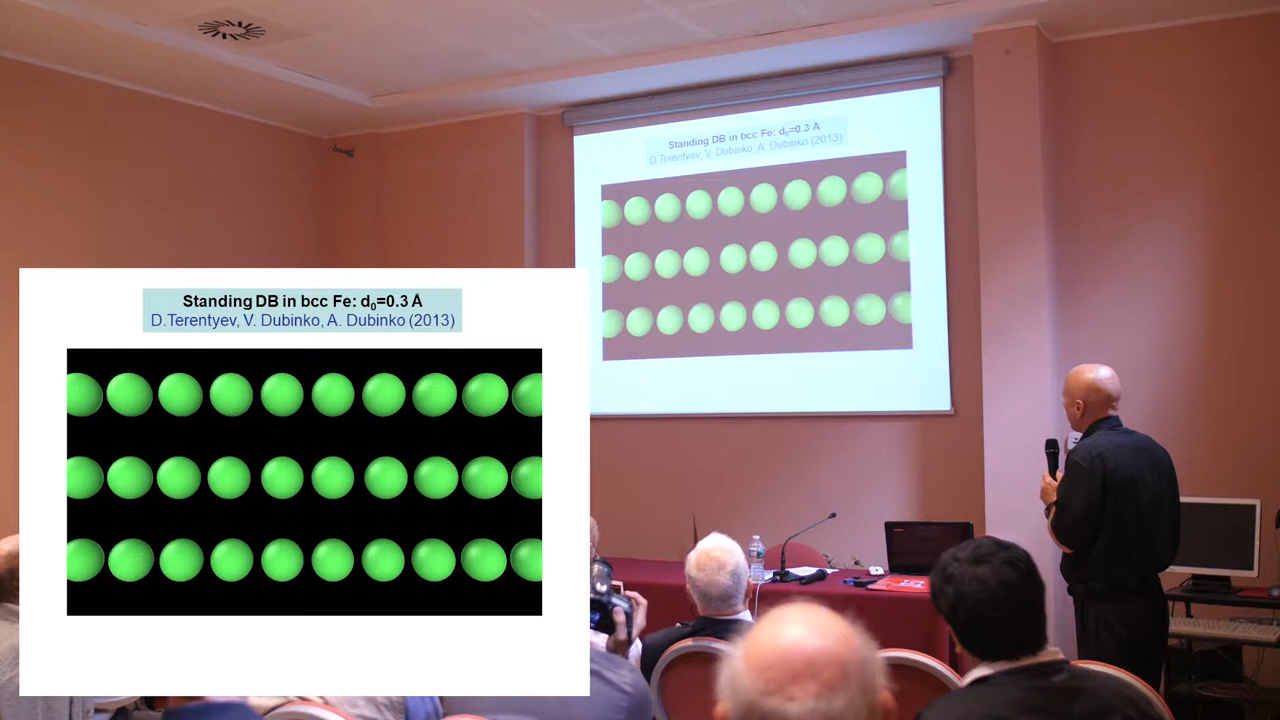 Standing DB in bcc Fe: d₀=0.3 Å
D.Terentyev, V. Dubinko, A. Dubinko (2013)
Standing DB in bcc Fe: d₀=0.3 Å
D.Terentyev, V. Dubinko, A. Dubinko (2013)